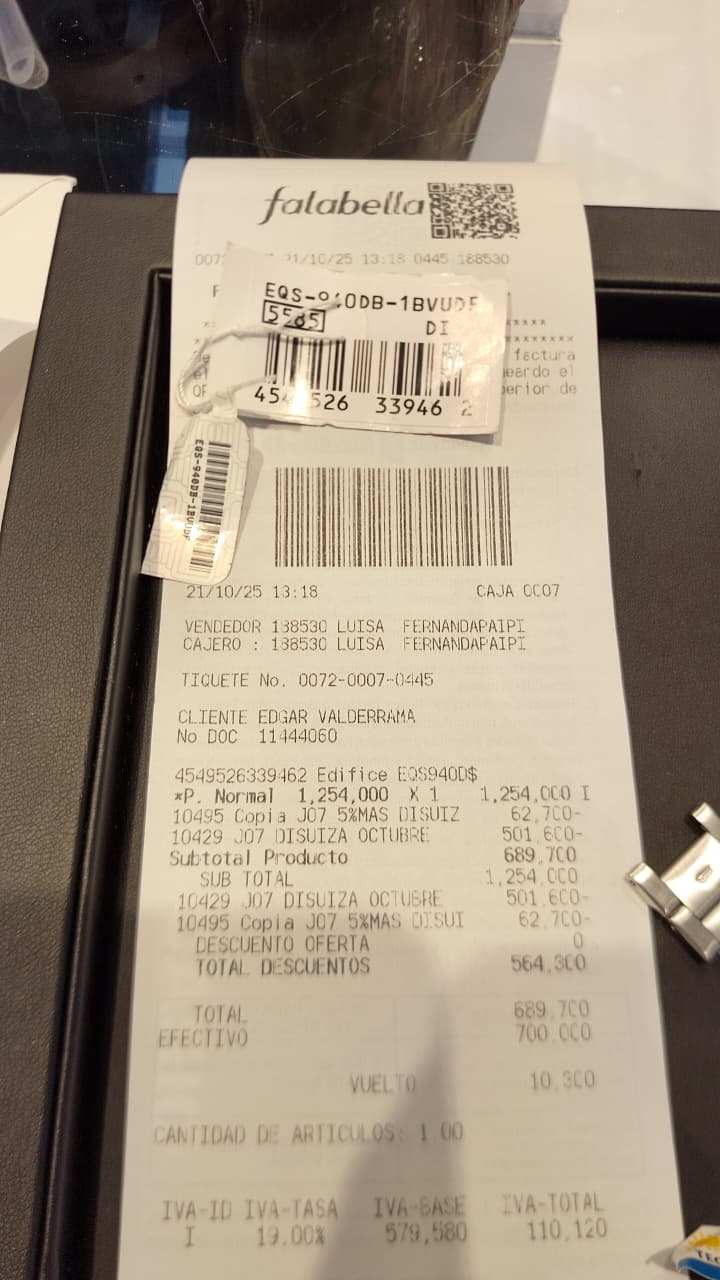 falabella
21/10/25 13:18 0445 188530
EQS-940DB-1BVUDF
5585 DI
factura
el
erior de
33946 2
EQS-940DB-1BVUDF
21/10/25 13:18 CAJA 0007
VENDEDOR 188530 LUISA FERNANDAPAIPI
CAJERO : 188530 LUISA FERNANDAPAIPI
TIQUETE No. 0072-0007-0445
CLIENTE EDGAR VALDERRAMA
No DOC 11444060
4549526339462 Edifice EQS940D$
*P. Normal 1,254,000 X 1 1,254,000 I
10495 Copia J07 5%MAS DISUIZ 62,700-
10429 J07 DISUIZA OCTUBRE 501,600-
Subtotal Producto 689,700
SUB TOTAL 1,254,000
10429 J07 DISUIZA OCTUBRE 501,600-
10495 Copia J07 5%MAS DISUI 62,700-
DESCUENTO OFERTA 0
TOTAL DESCUENTOS 564,300
TOTAL 689,700
EFECTIVO 700,000
VUELTO 10,300
CANTIDAD DE ARTICULOS: 1.00
IVA-ID IVA-TASA IVA-BASE IVA-TOTAL
I 19.00% 579,580 110,120